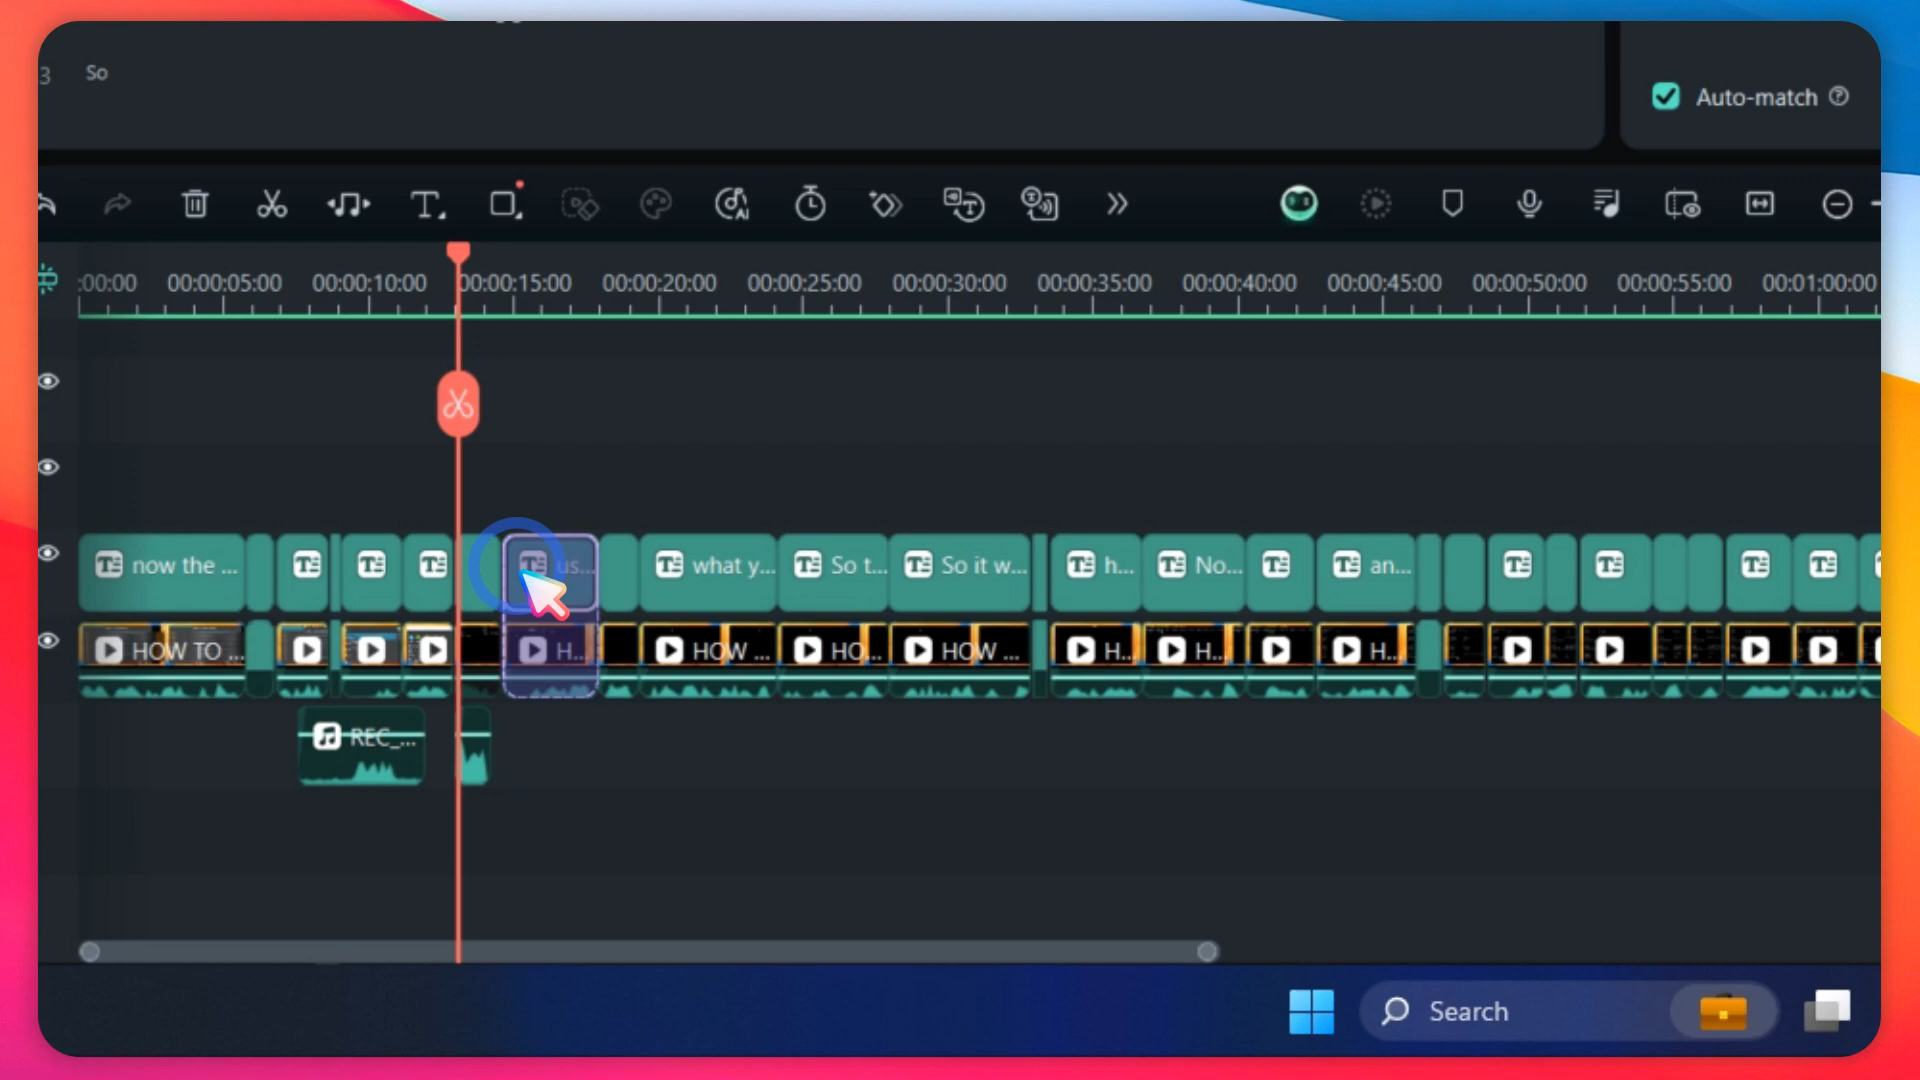 3 So
Auto-match
:00:00 00:00:05:00 00:00:10:00 00:00:15:00 00:00:20:00 00:00:25:00 00:00:30:00 00:00:35:00 00:00:40:00 00:00:45:00 00:00:50:00 00:00:55:00 00:01:00:00
now the ... us... what y... So t... So it w... h... No... an...
HOW TO ... H... HOW ... HO... HOW ... H... H... H...
REC_...
Search